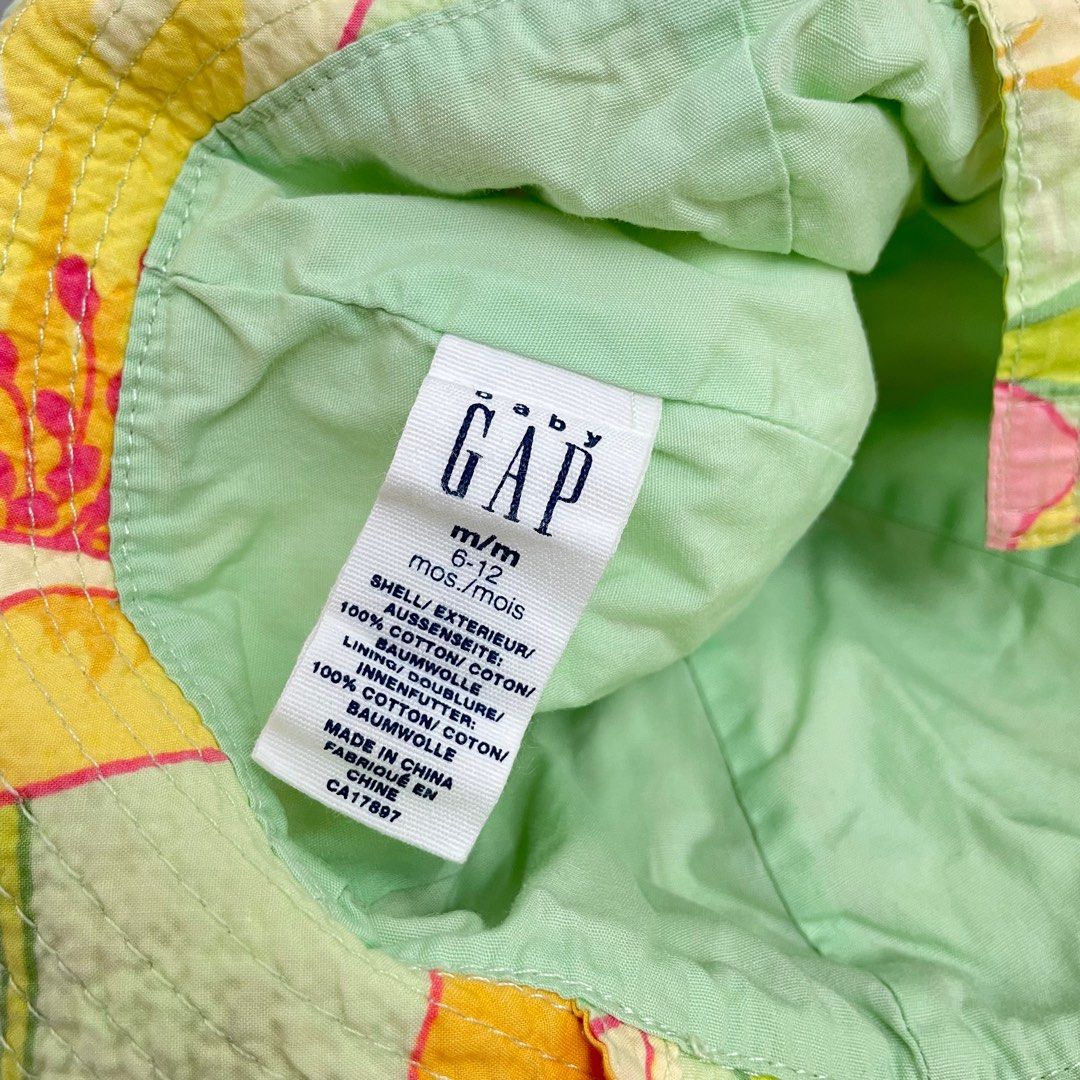 baby
GAP
m/m
6-12
mos./mois
SHELL/ EXTERIEUR/
AUSSENSEITE:
100% COTTON/ COTON/
BAUMWOLLE
LINING/ DOUBLURE/
INNENFUTTER:
100% COTTON/ COTON/
BAUMWOLLE
MADE IN CHINA
FABRIQUÉ EN
CHINE
CA17897